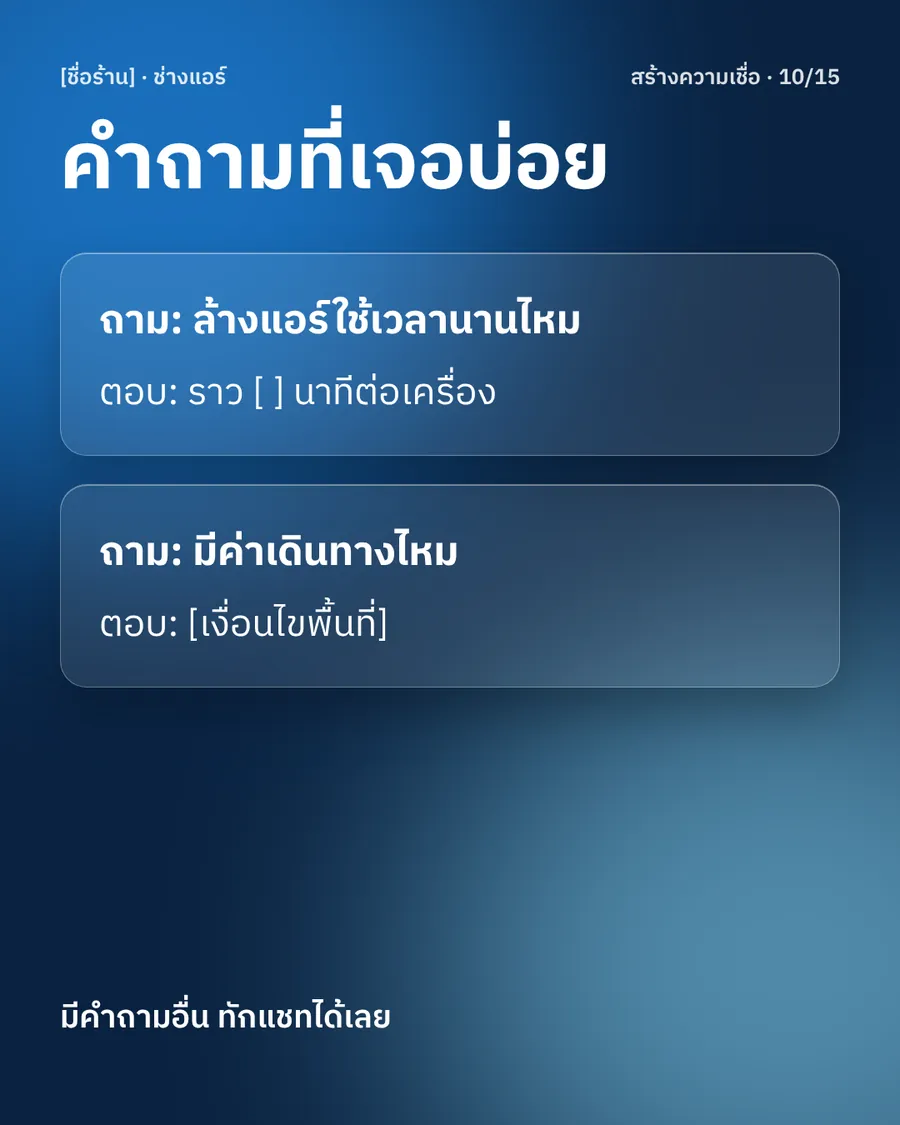 [ชื่อร้าน] · ช่างแอร์
สร้างความเชื่อ · 10/15
คำถามที่เจอบ่อย
ถาม: ล้างแอร์ใช้เวลานานไหม
ตอบ: ราว [ ] นาทีต่อเครื่อง
ถาม: มีค่าเดินทางไหม
ตอบ: [เงื่อนไขพื้นที่]
มีคำถามอื่น ทักแชทได้เลย